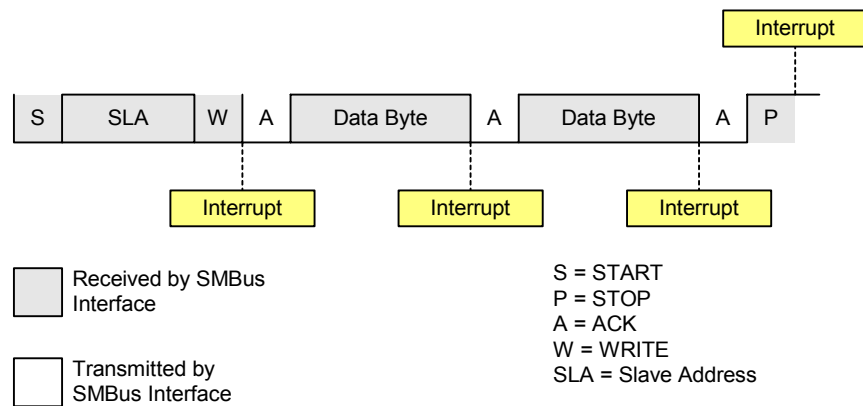 Interrupt
S SLA W A Data Byte A Data Byte A P
Interrupt Interrupt Interrupt
Received by SMBus
Interface
Transmitted by
SMBus Interface
S = START
P = STOP
A = ACK
W = WRITE
SLA = Slave Address